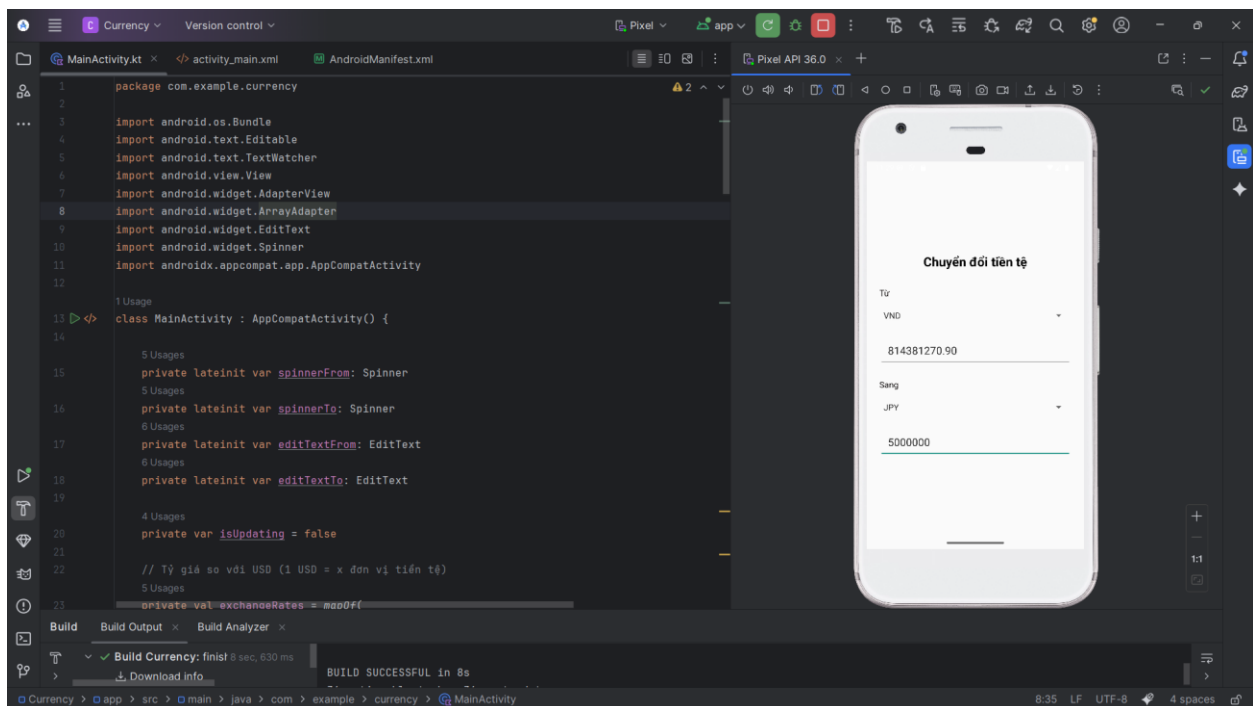 C Currency Version control Pixel app
MainActivity.kt activity_main.xml AndroidManifest.xml
Pixel API 36.0
1 package com.example.currency
2
2
3 import android.os.Bundle
4 import android.text.Editable
5 import android.text.TextWatcher
6 import android.view.View
7 import android.widget.AdapterView
8 import android.widget.ArrayAdapter
9 import android.widget.EditText
10 import android.widget.Spinner
11 import androidx.appcompat.app.AppCompatActivity
12
1 Usage
13 class MainActivity : AppCompatActivity() {
14
5 Usages
15 private lateinit var spinnerFrom: Spinner
5 Usages
16 private lateinit var spinnerTo: Spinner
6 Usages
17 private lateinit var editTextFrom: EditText
6 Usages
18 private lateinit var editTextTo: EditText
19
4 Usages
20 private var isUpdating = false
21
22 // Tỷ giá so với USD (1 USD = x đơn vị tiền tệ)
5 Usages
23 private val exchangeRates = mapOf(
Chuyển đổi tiền tệ
Từ
VND
814381270.90
Sang
JPY
5000000
1:1
Build Build Output Build Analyzer
Build Currency: finish 8 sec, 630 ms
Download info
BUILD SUCCESSFUL in 8s
Currency > app > src > main > java > com > example > currency > MainActivity
8:35 LF UTF-8 4 spaces